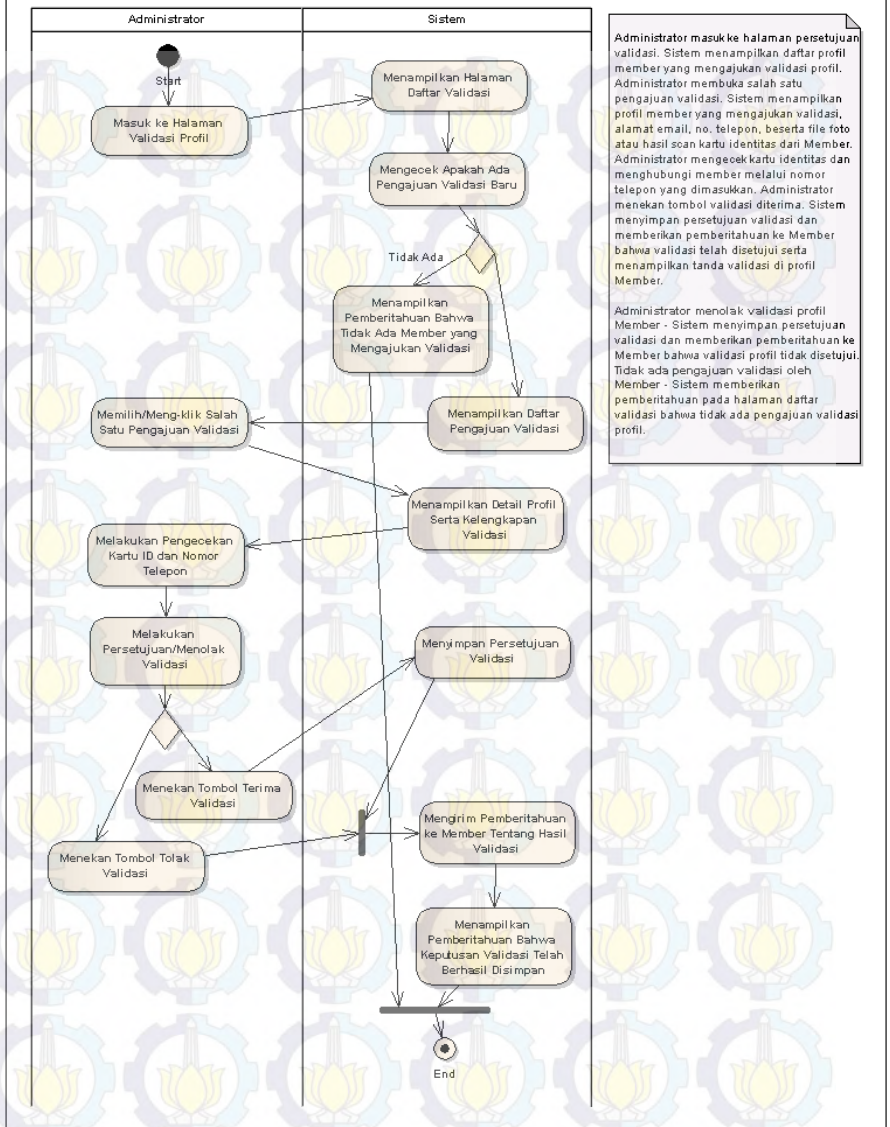 Administrator
Sistem
Start
Masuk ke Halaman
Validasi Profil
Menampilkan Halaman
Daftar Validasi
Mengecek Apakah Ada
Pengajuan Validasi Baru
Tidak Ada
Menampilkan
Pemberitahuan Bahwa
Tidak Ada Member yang
Mengajukan Validasi
Menampilkan Daftar
Pengajuan Validasi
Memilih/Meng-klik Salah
Satu Pengajuan Validasi
Menampilkan Detail Profil
Serta Kelengkapan
Validasi
Melakukan Pengecekan
Kartu ID dan Nomor
Telepon
Melakukan
Persetujuan/Menolak
Validasi
Menyimpan Persetujuan
Validasi
Menekan Tombol Terima
Validasi
Menekan Tombol Tolak
Validasi
Mengirim Pemberitahuan
ke Member Tentang Hasil
Validasi
Menampilkan
Pemberitahuan Bahwa
Keputusan Validasi Telah
Berhasil Disimpan
End
Administrator masuk ke halaman persetujuan
validasi. Sistem menampilkan daftar profil
member yang mengajukan validasi profil.
Administrator membuka salah satu
pengajuan validasi. Sistem menampilkan
profil member yang mengajukan validasi,
alamat email, no. telepon, beserta file foto
atau hasil scan kartu identitas dari Member.
Administrator mengecek kartu identitas dan
menghubungi member melalui nomor
telepon yang dimasukkan. Administrator
menekan tombol validasi diterima. Sistem
menyimpan persetujuan validasi dan
memberikan pemberitahuan ke Member
bahwa validasi telah disetujui serta
menampilkan tanda validasi di profil
Member.
Administrator menolak validasi profil
Member - Sistem menyimpan persetujuan
validasi dan memberikan pemberitahuan ke
Member bahwa validasi profil tidak disetujui.
Tidak ada pengajuan validasi oleh
Member - Sistem memberikan
pemberitahuan pada halaman daftar
validasi bahwa tidak ada pengajuan validasi
profil.